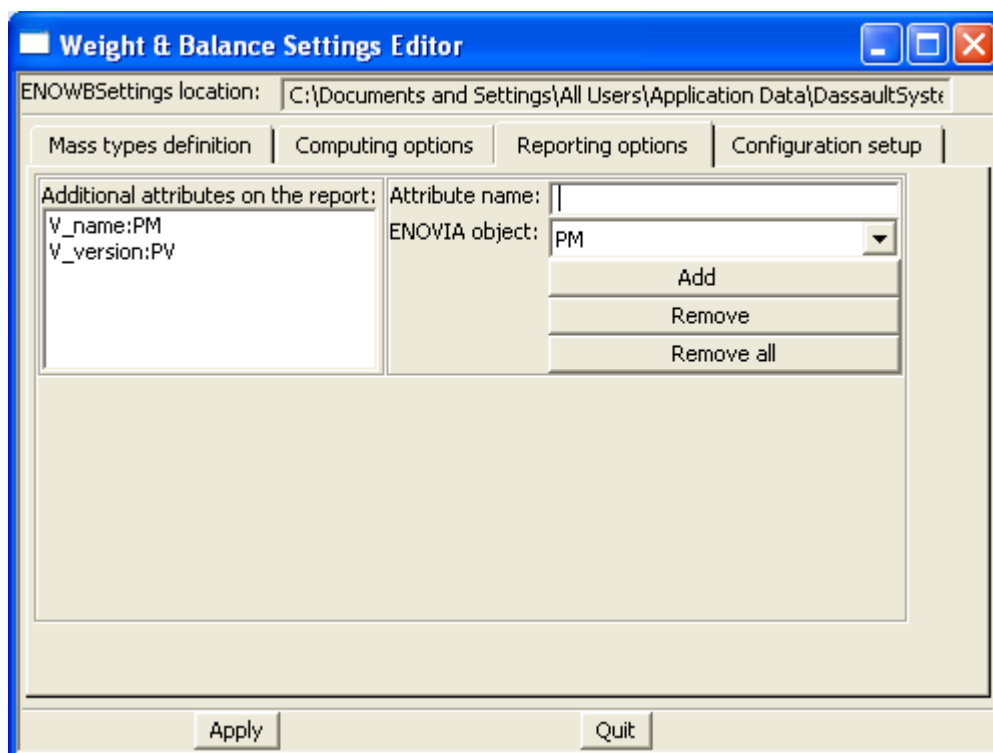 Weight & Balance Settings Editor
ENOWBSettings location: C:\Documents and Settings\All Users\Application Data\DassaultSyste
Mass types definition Computing options Reporting options Configuration setup
Additional attributes on the report: Attribute name:
V_name:PM
V_version:PV
ENOVIA object: PM
Add
Remove
Remove all
Apply Quit